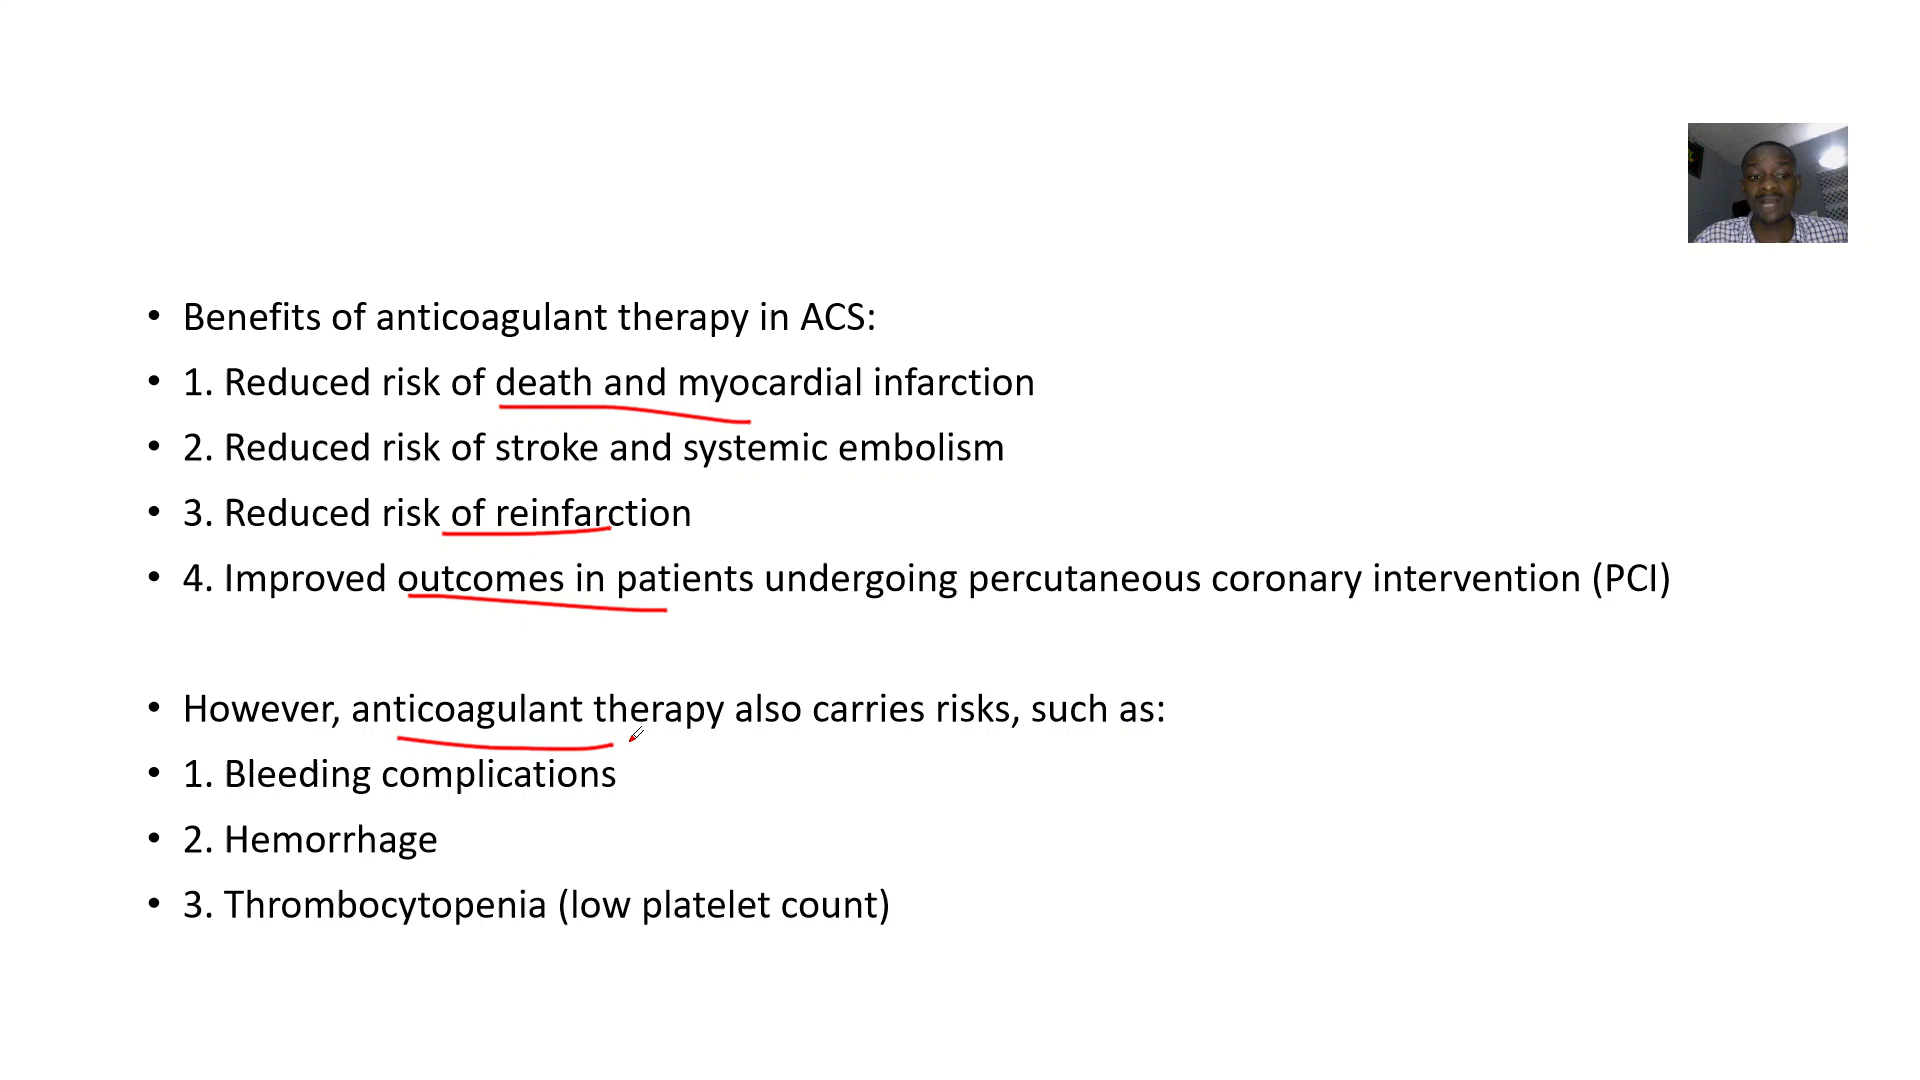 • Benefits of anticoagulant therapy in ACS:
• 1. Reduced risk of death and myocardial infarction
• 2. Reduced risk of stroke and systemic embolism
• 3. Reduced risk of reinfarction
• 4. Improved outcomes in patients undergoing percutaneous coronary intervention (PCI)
• However, anticoagulant therapy also carries risks, such as:
• 1. Bleeding complications
• 2. Hemorrhage
• 3. Thrombocytopenia (low platelet count)